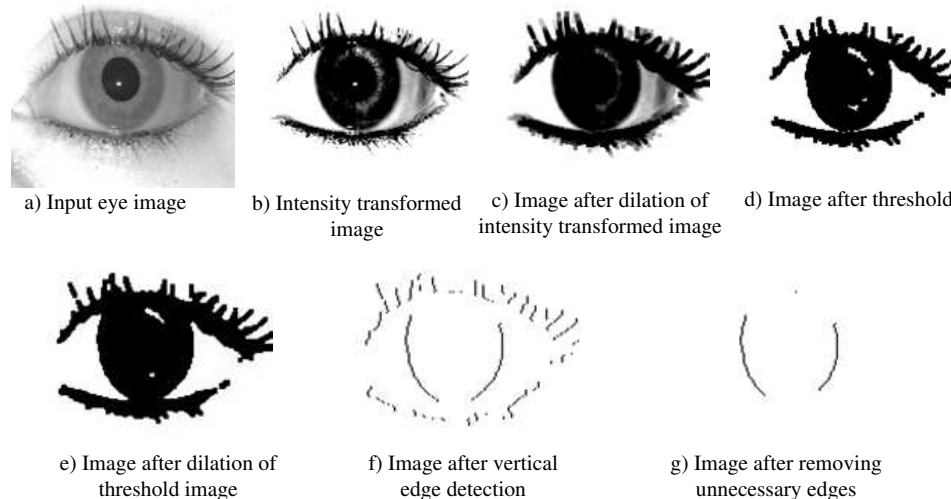 a) Input eye image
b) Intensity transformed
image
c) Image after dilation of
intensity transformed image
d) Image after threshold
e) Image after dilation of
threshold image
f) Image after vertical
edge detection
g) Image after removing
unnecessary edges